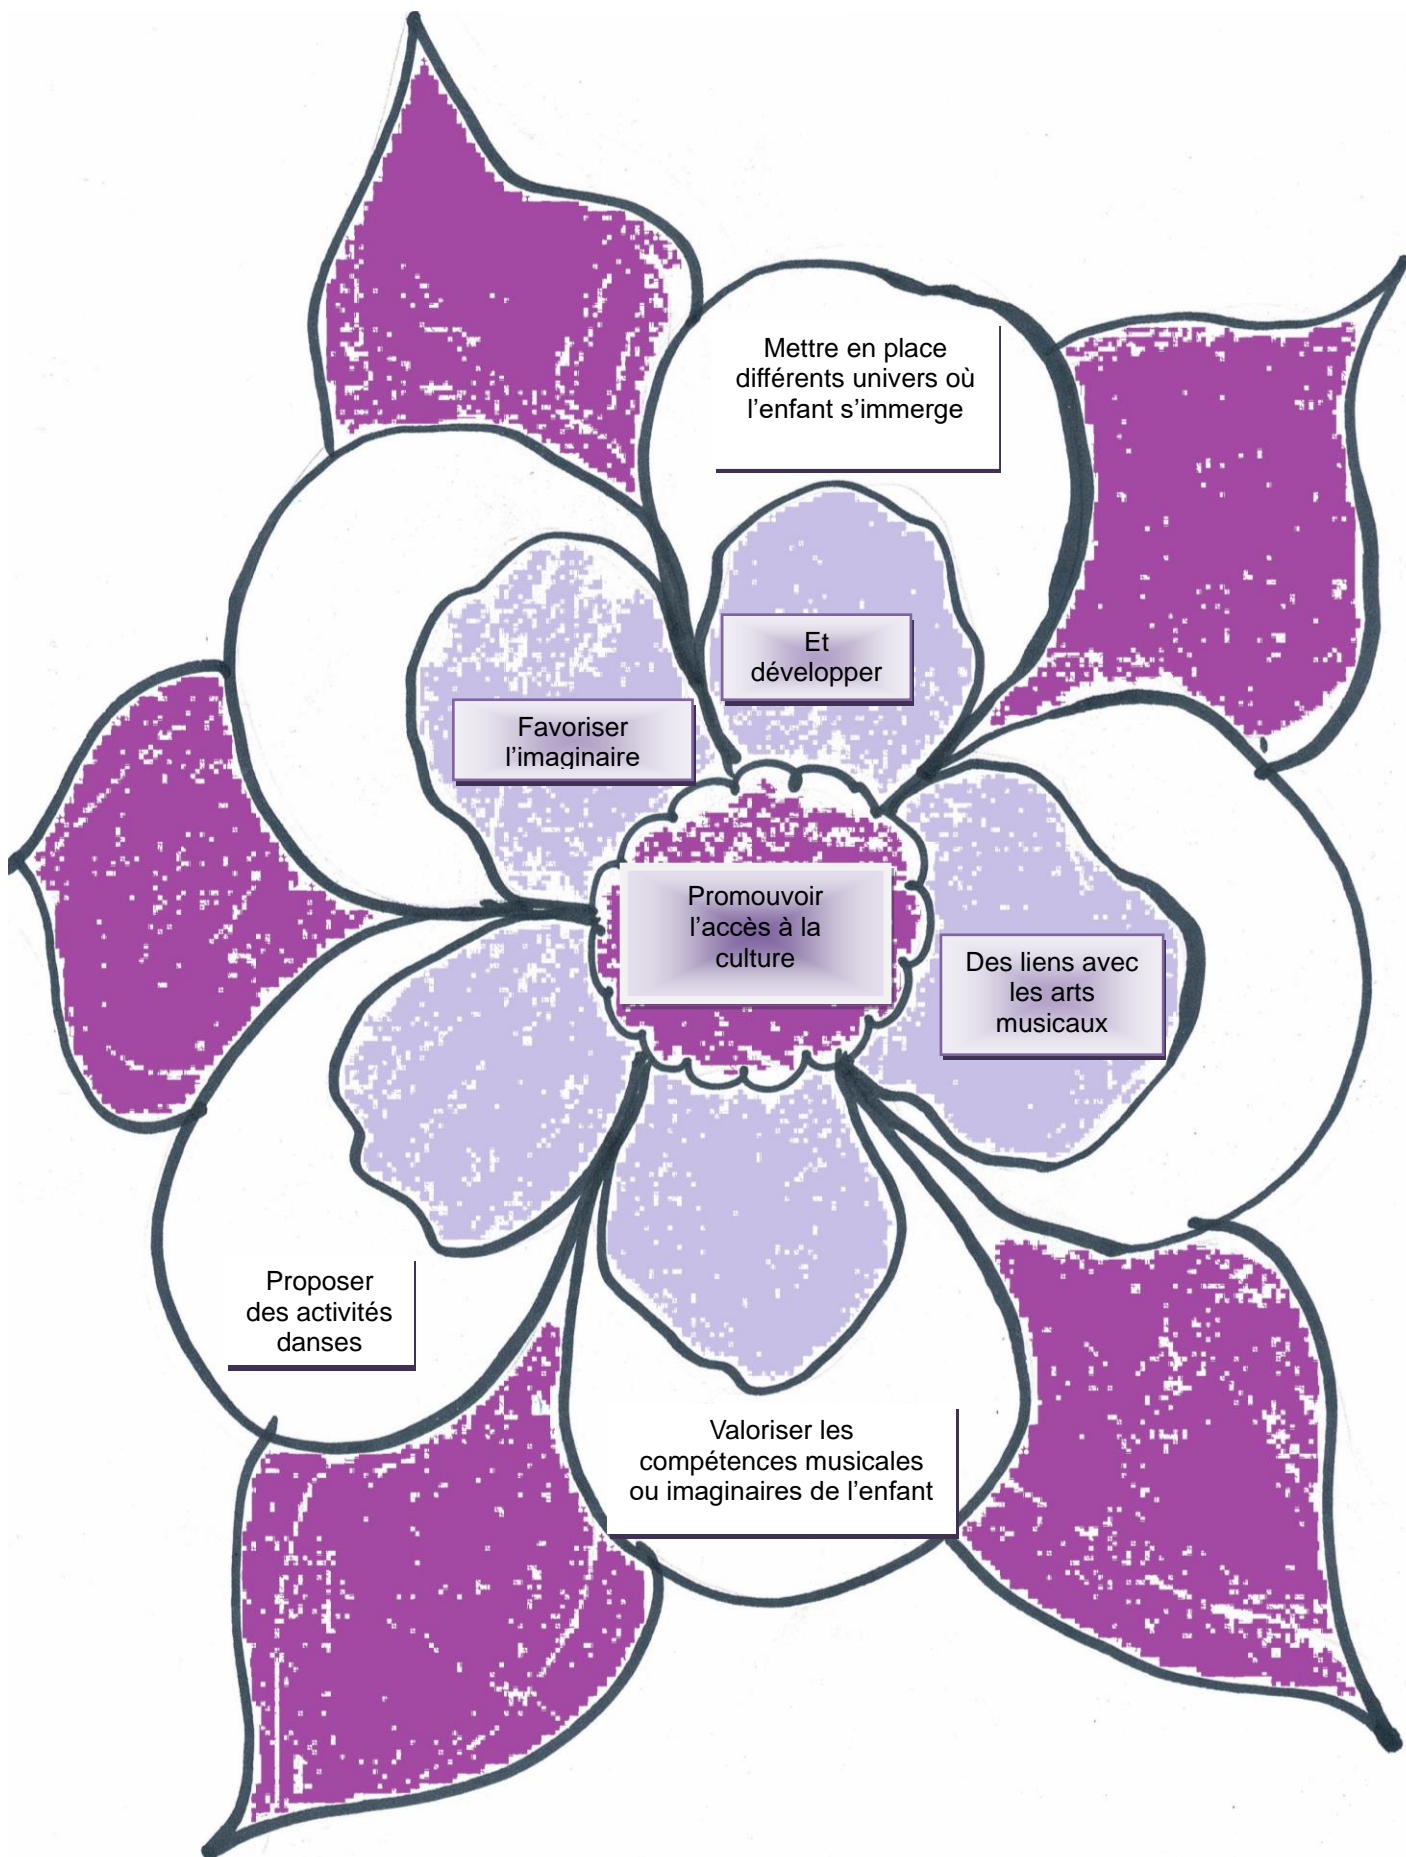 Mettre en place
différents univers où
l’enfant s’immerge
Et
développer
Favoriser
l’imaginaire
Promouvoir
l’accès à la
culture
Des liens avec
les arts
musicaux
Proposer
des activités
danses
Valoriser les
compétences musicales
ou imaginaires de l’enfant